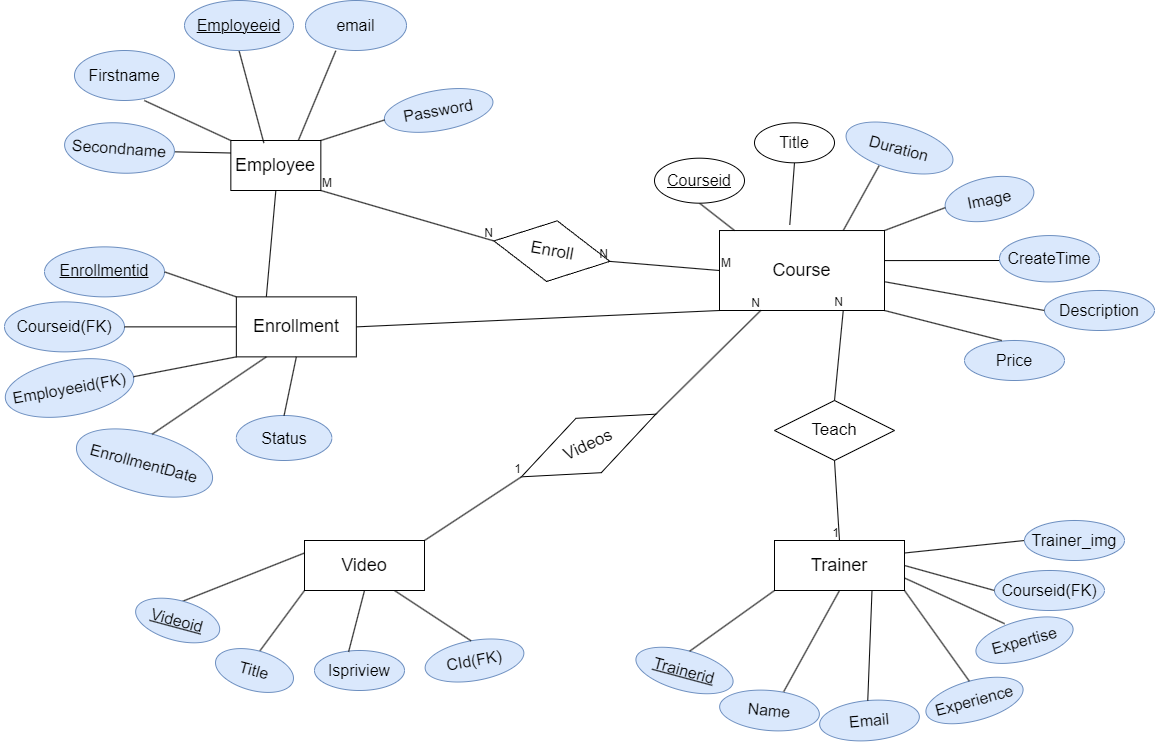 Employeeid
email
Firstname
Password
Secondname
Employee
M
Title
Duration
Courseid
Image
N
Enroll
N
Course
M
CreateTime
Enrollmentid
Description
N
N
Courseid(FK)
Enrollment
Price
Employeeid(FK)
EnrollmentDate
Status
Videos
Teach
1
1
Trainer_img
Video
Trainer
Courseid(FK)
Videoid
Expertise
Title
Ispriview
CId(FK)
Trainerid
Name
Email
Experience